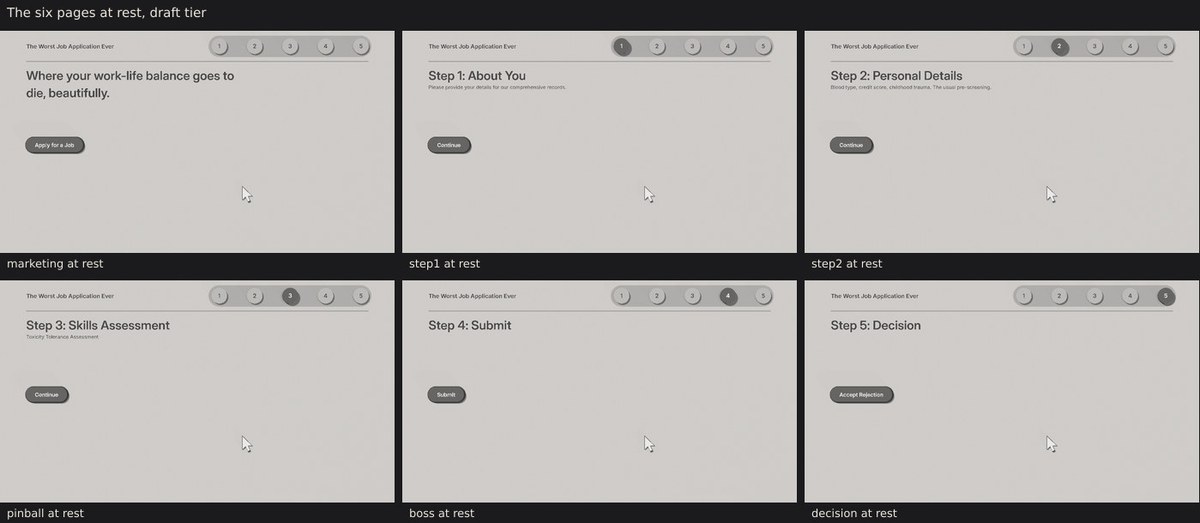 The six pages at rest, draft tier
The Worst Job Application Ever
1 2 3 4 5
Where your work-life balance goes to
die, beautifully.
Apply for a Job
marketing at rest
The Worst Job Application Ever
1 2 3 4 5
Step 1: About You
Please provide your details for our comprehensive records.
Continue
step1 at rest
The Worst Job Application Ever
1 2 3 4 5
Step 2: Personal Details
Blood type, credit score, childhood trauma. The usual pre-screening.
Continue
step2 at rest
The Worst Job Application Ever
1 2 3 4 5
Step 3: Skills Assessment
Toxicity Tolerance Assessment
Continue
pinball at rest
The Worst Job Application Ever
1 2 3 4 5
Step 4: Submit
Submit
boss at rest
The Worst Job Application Ever
1 2 3 4 5
Step 5: Decision
Accept Rejection
decision at rest